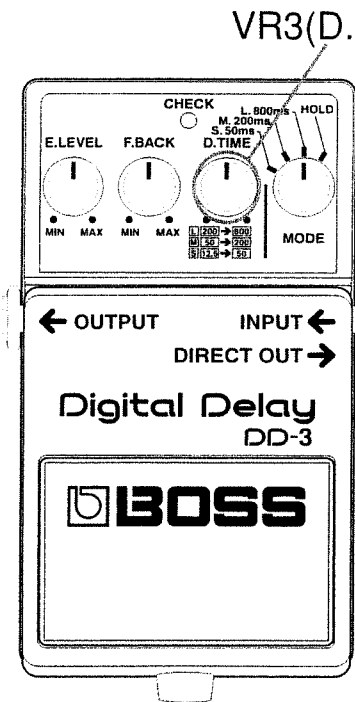 VR3(D.
CHECK
L. 800ms HOLD
M. 200ms
S. 50ms
E.LEVEL F.BACK D.TIME
MIN MAX MIN MAX
L 200 → 800
M 50 → 200
S 12.5 → 50
MODE
← OUTPUT INPUT ←
DIRECT OUT →
Digital Delay
DD-3
BOSS